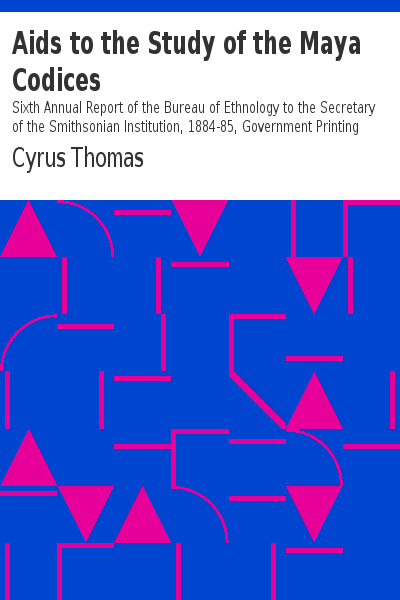 Aids to the Study of the Maya
Codices
Sixth Annual Report of the Bureau of Ethnology to the Secretary
of the Smithsonian Institution, 1884-85, Government Printing
Cyrus Thomas